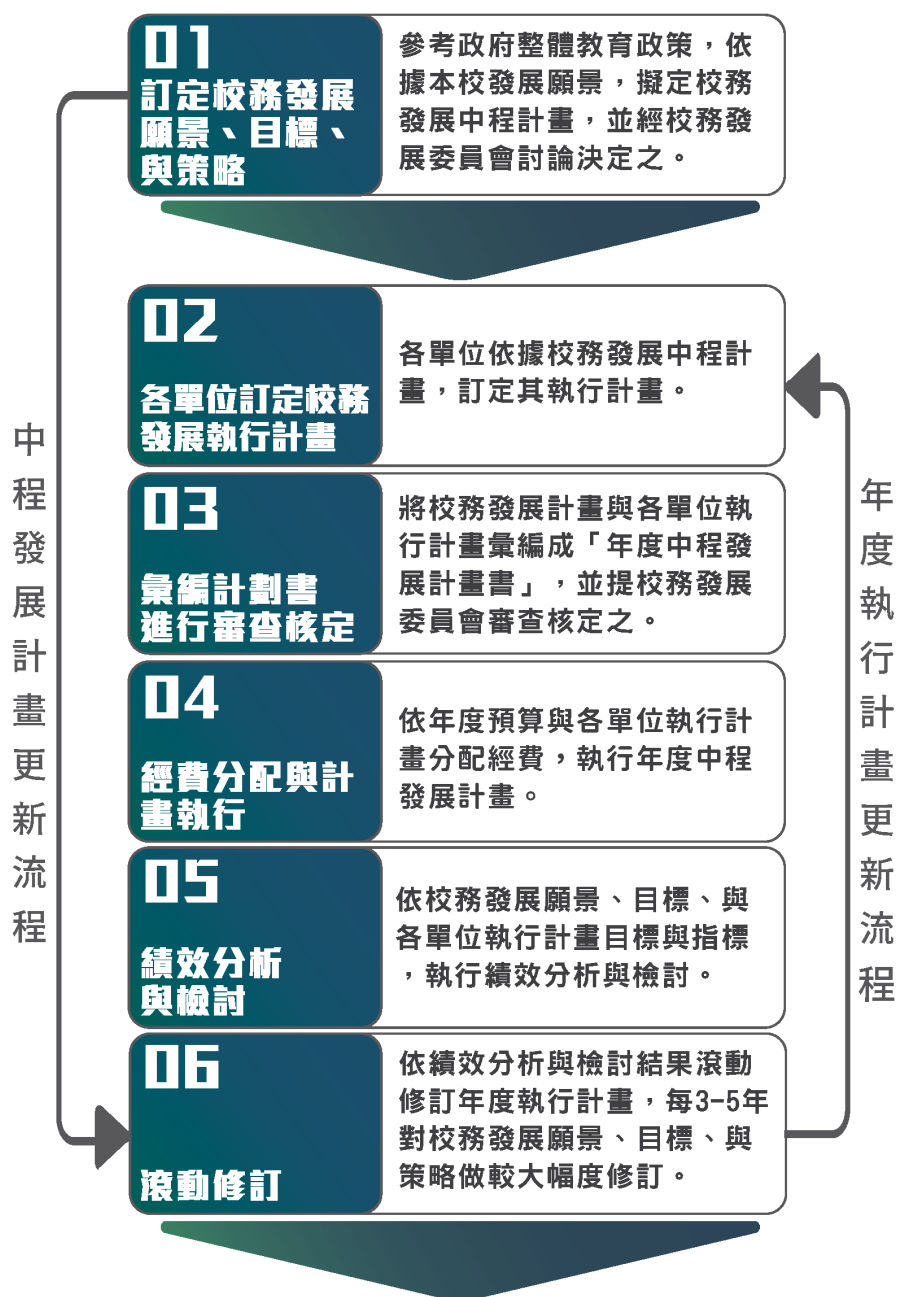 01
訂定校務發展
願景、目標、
與策略
參考政府整體教育政策，依
據本校發展願景，擬定校務
發展中程計畫，並經校務發
展委員會討論決定之。
02
各單位訂定校務
發展執行計畫
各單位依據校務發展中程計
畫，訂定其執行計畫。
03
彙編計劃書
進行審查核定
將校務發展計畫與各單位執
行計畫彙編成「年度中程發
展計畫書」，並提校務發展
委員會審查核定之。
04
經費分配與計
畫執行
依年度預算與各單位執行計
畫分配經費，執行年度中程
發展計畫。
05
績效分析
與檢討
依校務發展願景、目標、與
各單位執行計畫目標與指標
，執行績效分析與檢討。
06
滾動修訂
依績效分析與檢討結果滾動
修訂年度執行計畫，每3-5年
對校務發展願景、目標、與
策略做較大幅度修訂。
中程發展計畫更新流程
年度執行計畫更新流程